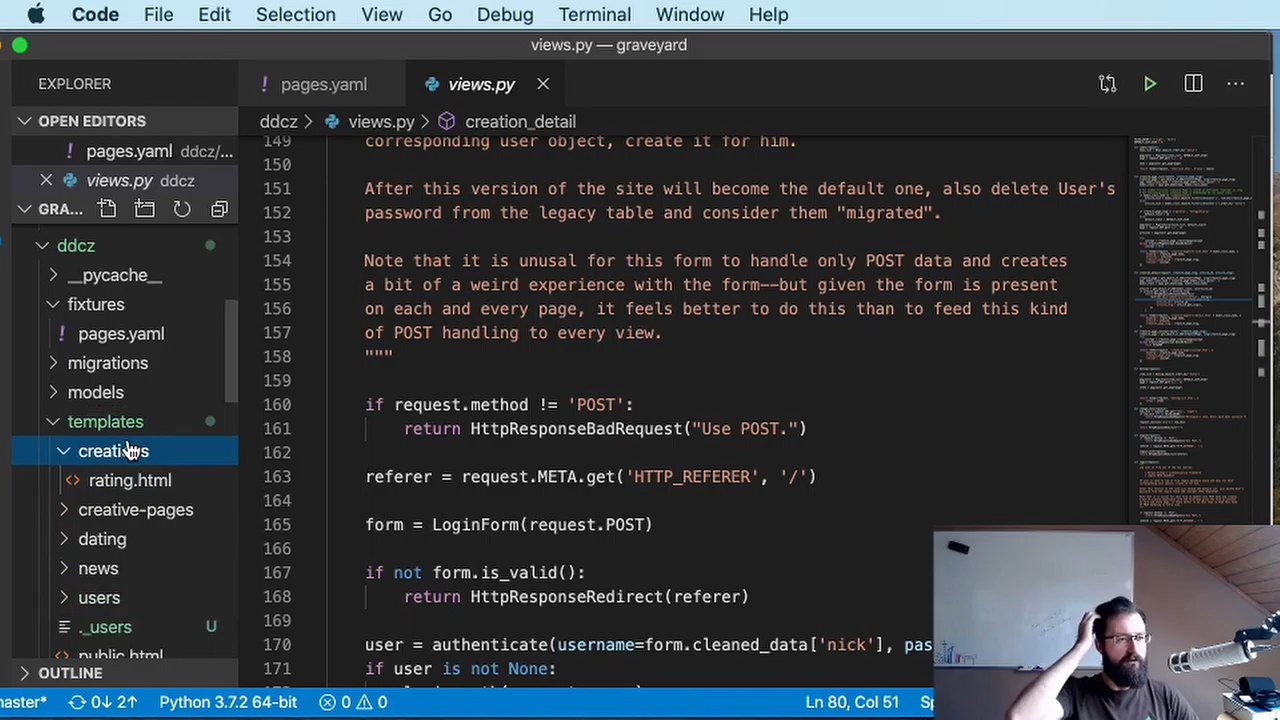 Code File Edit Selection View Go Debug Terminal Window Help
views.py — graveyard
EXPLORER
pages.yaml
views.py
OPEN EDITORS
pages.yaml ddcz/...
views.py ddcz
GRA...
ddcz
__pycache__
fixtures
pages.yaml
migrations
models
templates
rating.html
creative-pages
dating
news
users
._users U
public.html
OUTLINE
ddcz > views.py > creation_detail
149 corresponding user object, create it for him.
150
151 After this version of the site will become the default one, also delete User's
152 password from the legacy table and consider them "migrated".
153
154 Note that it is unusal for this form to handle only POST data and creates
155 a bit of a weird experience with the form--but given the form is present
156 on each and every page, it feels better to do this than to feed this kind
157 of POST handling to every view.
158 """
159
160 if request.method != 'POST':
161 return HttpResponseBadRequest("Use POST.")
162
163 referer = request.META.get('HTTP_REFERER', '/')
164
165 form = LoginForm(request.POST)
166
167 if not form.is_valid():
168 return HttpResponseRedirect(referer)
169
170 user = authenticate(username=form.cleaned_data['nick'], pas
171 if user is not None:
master* 0↓ 2↑ Python 3.7.2 64-bit 0 0 Ln 80, Col 51 Sp